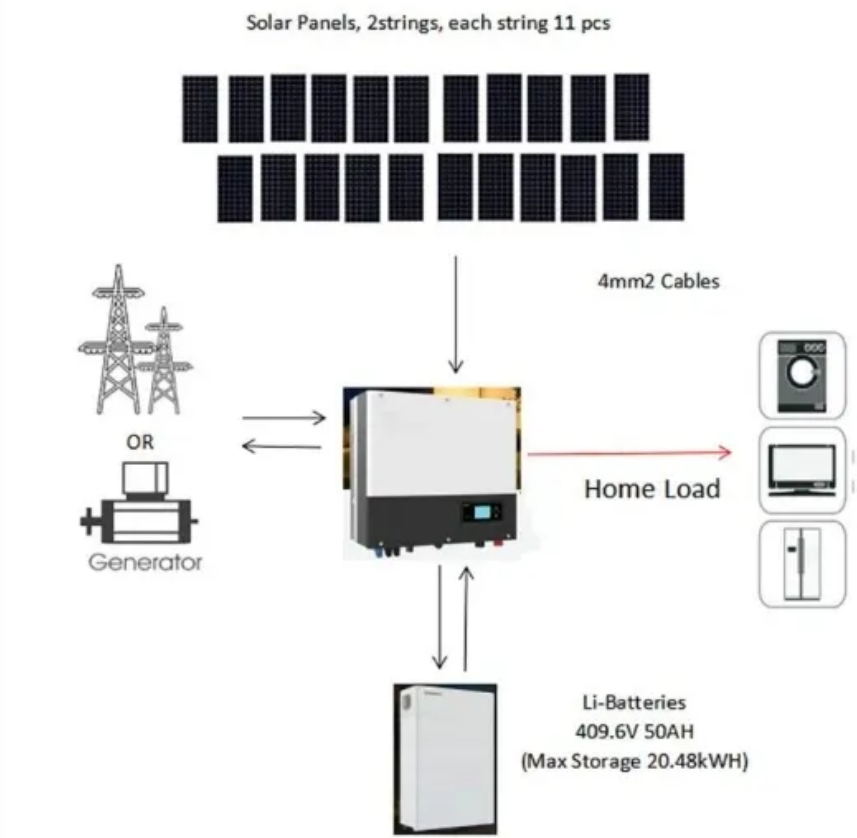 Solar Panels, 2strings, each string 11 pcs
4mm2 Cables
OR
Home Load
Generator
Li-Batteries
409.6V 50AH
(Max Storage 20.48kWH)